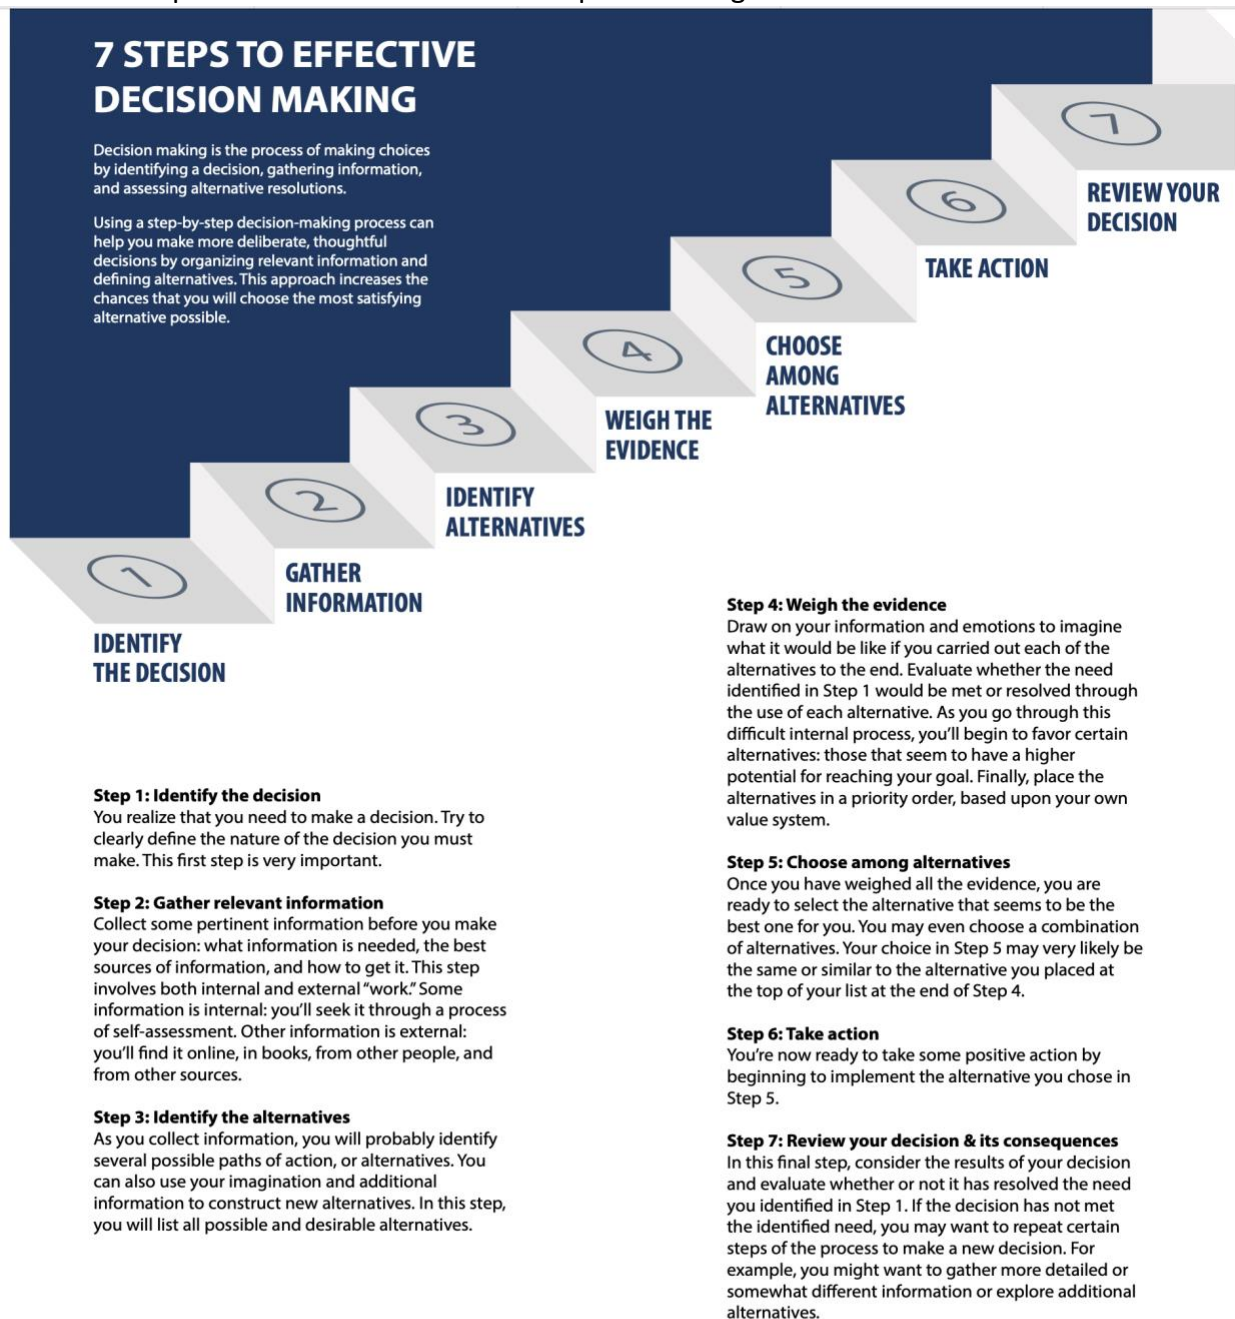 7 STEPS TO EFFECTIVE
DECISION MAKING
Decision making is the process of making choices
by identifying a decision, gathering information,
and assessing alternative resolutions.
Using a step-by-step decision-making process can
help you make more deliberate, thoughtful
decisions by organizing relevant information and
defining alternatives. This approach increases the
chances that you will choose the most satisfying
alternative possible.
1
IDENTIFY
THE DECISION
2
GATHER
INFORMATION
3
IDENTIFY
ALTERNATIVES
4
WEIGH THE
EVIDENCE
5
CHOOSE
AMONG
ALTERNATIVES
6
TAKE ACTION
7
REVIEW YOUR
DECISION
Step 1: Identify the decision
You realize that you need to make a decision. Try to
clearly define the nature of the decision you must
make. This first step is very important.
Step 2: Gather relevant information
Collect some pertinent information before you make
your decision: what information is needed, the best
sources of information, and how to get it. This step
involves both internal and external “work.” Some
information is internal: you’ll seek it through a process
of self-assessment. Other information is external:
you’ll find it online, in books, from other people, and
from other sources.
Step 3: Identify the alternatives
As you collect information, you will probably identify
several possible paths of action, or alternatives. You
can also use your imagination and additional
information to construct new alternatives. In this step,
you will list all possible and desirable alternatives.
Step 4: Weigh the evidence
Draw on your information and emotions to imagine
what it would be like if you carried out each of the
alternatives to the end. Evaluate whether the need
identified in Step 1 would be met or resolved through
the use of each alternative. As you go through this
difficult internal process, you’ll begin to favor certain
alternatives: those that seem to have a higher
potential for reaching your goal. Finally, place the
alternatives in a priority order, based upon your own
value system.
Step 5: Choose among alternatives
Once you have weighed all the evidence, you are
ready to select the alternative that seems to be the
best one for you. You may even choose a combination
of alternatives. Your choice in Step 5 may very likely be
the same or similar to the alternative you placed at
the top of your list at the end of Step 4.
Step 6: Take action
You’re now ready to take some positive action by
beginning to implement the alternative you chose in
Step 5.
Step 7: Review your decision & its consequences
In this final step, consider the results of your decision
and evaluate whether or not it has resolved the need
you identified in Step 1. If the decision has not met
the identified need, you may want to repeat certain
steps of the process to make a new decision. For
example, you might want to gather more detailed or
somewhat different information or explore additional
alternatives.